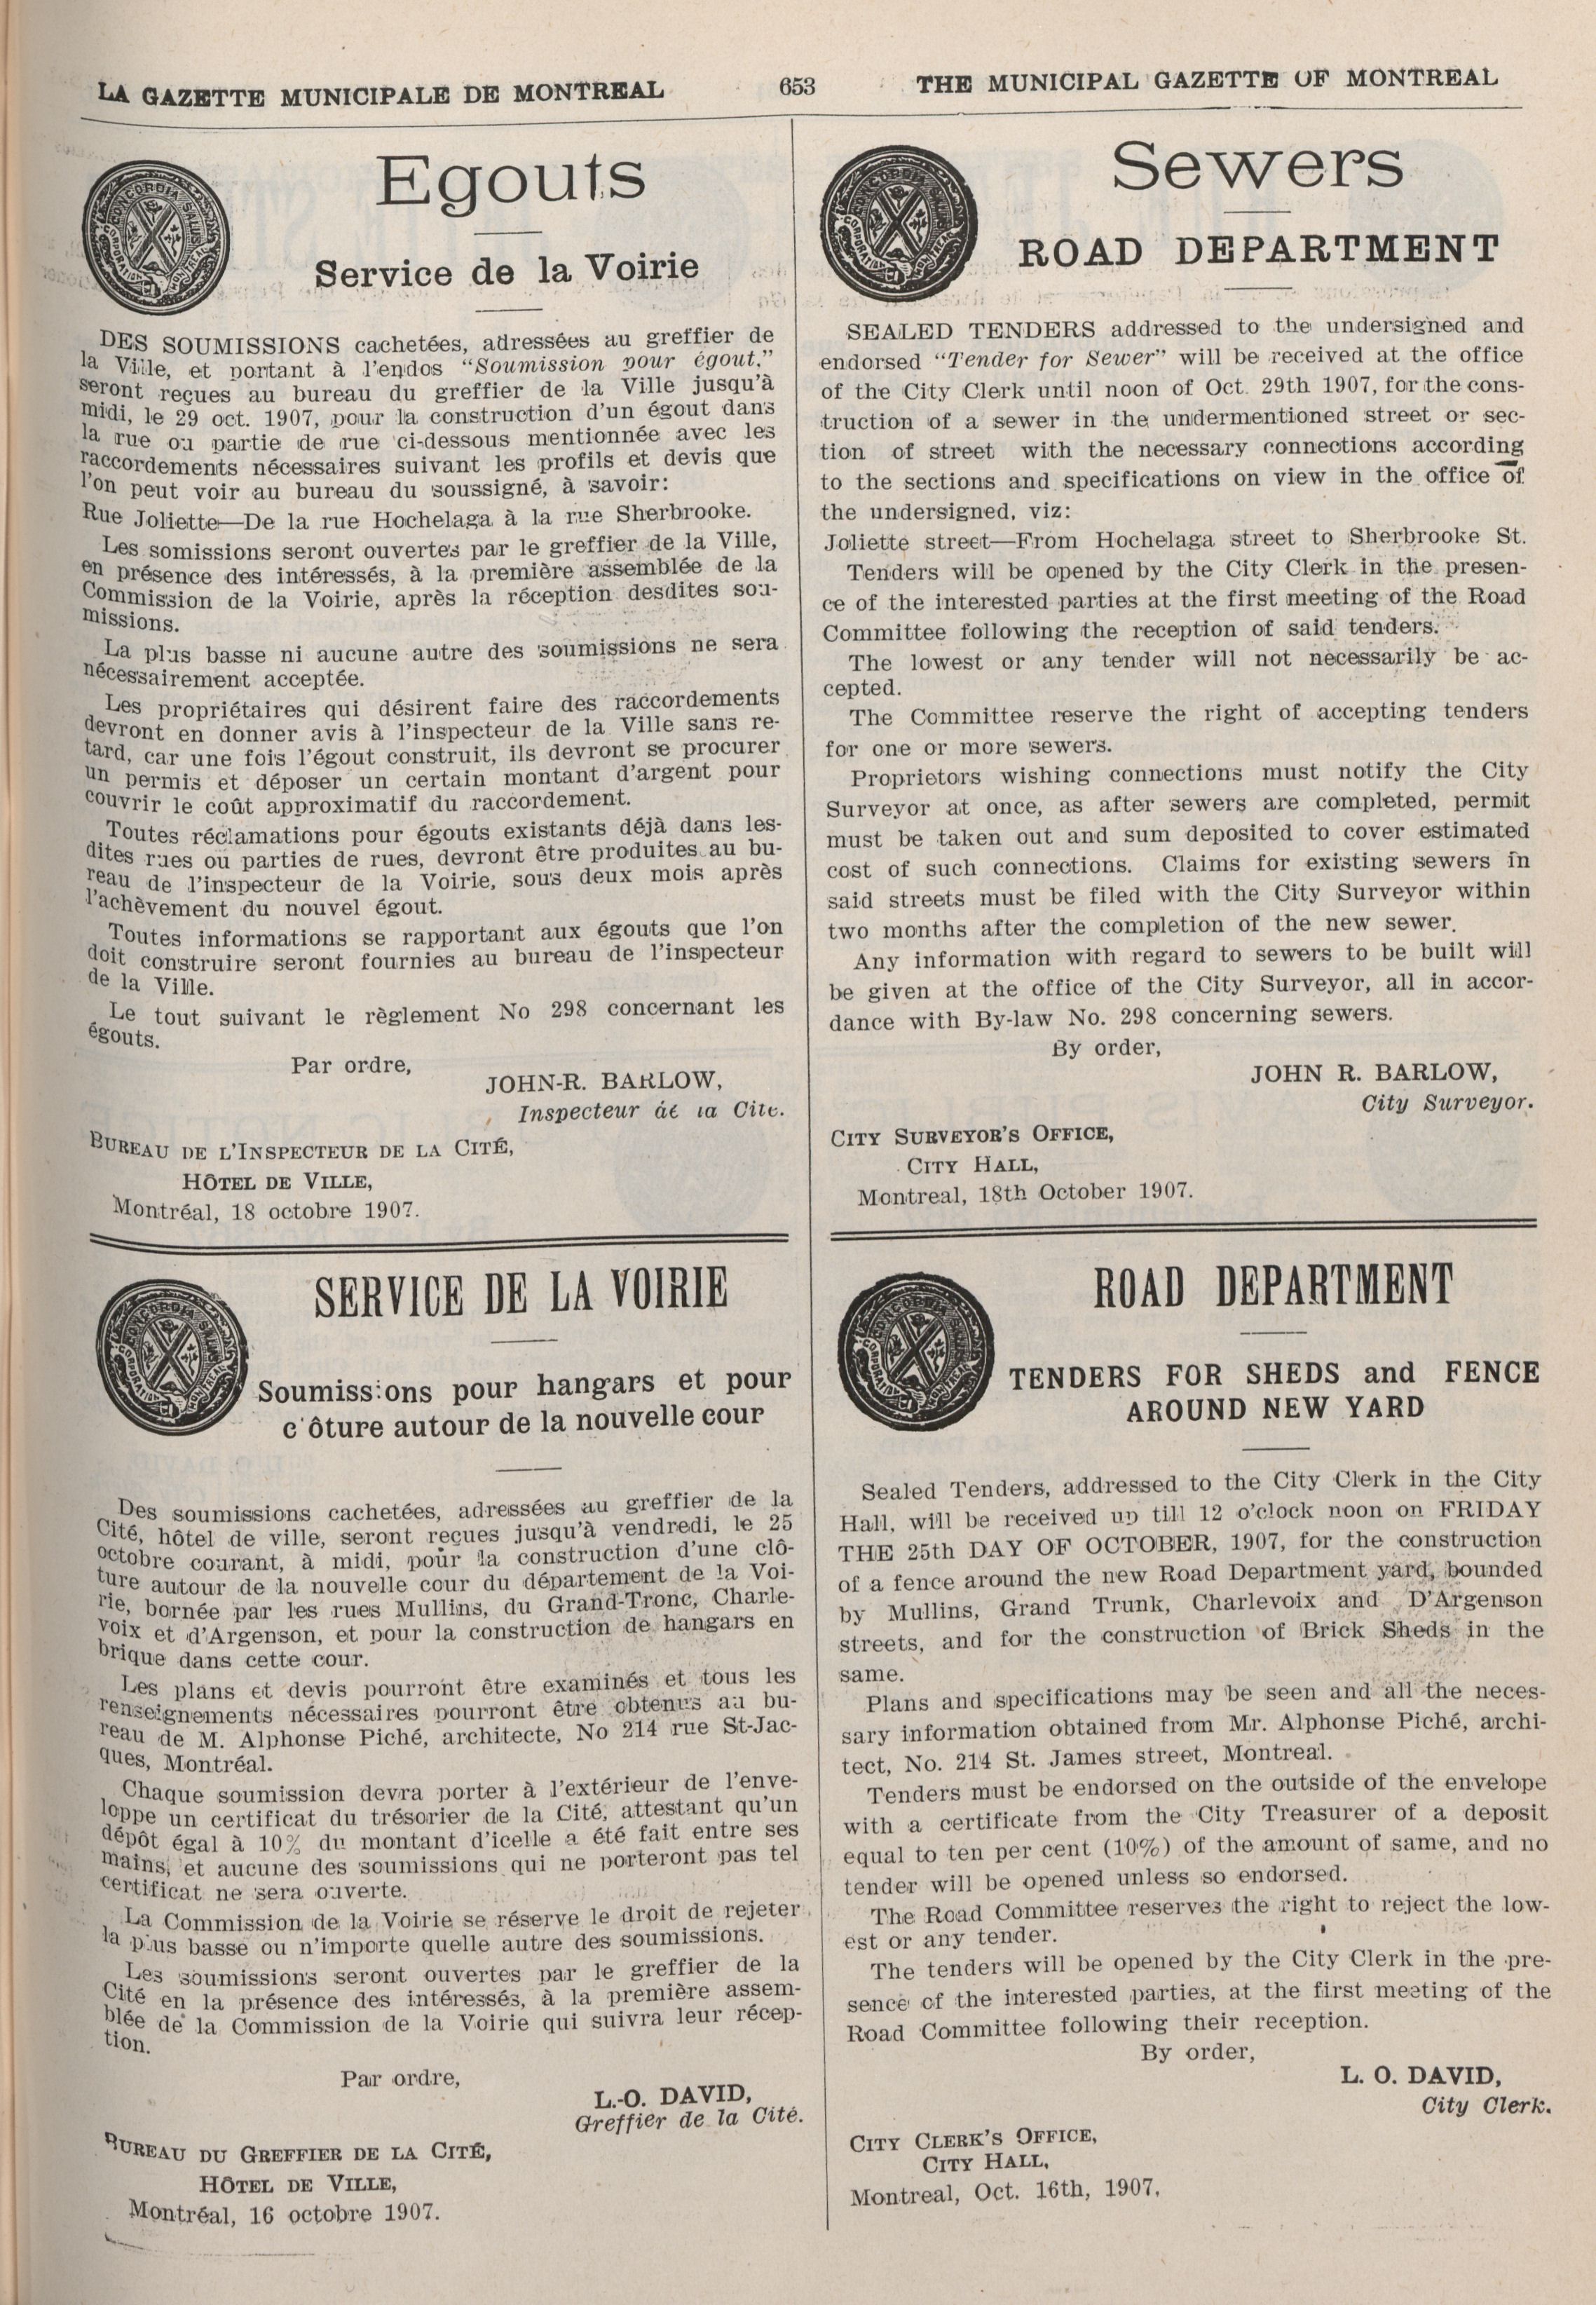 LA GAZETTE MUNICIPALE DE MONTREAL
653
THE MUNICIPAL GAZETTE OF MONTREAL
Egouts
Service de la Voirie
DES SOUMISSIONS cachetées, adressées au greffier de
la Ville, et portant à l'endos "Soumission pour égout,"
seront reçues au bureau du greffier de la Ville jusqu'à
midi, le 29 oct. 1907, pour la construction d'un égout dans
la rue ou partie de rue ci-dessous mentionnée avec les
raccordements nécessaires suivant les profils et devis que
l'on peut voir au bureau du soussigné, à savoir:
Rue Joliette—De la rue Hochelaga à la rue Sherbrooke.
Les somissions seront ouvertes par le greffier de la Ville,
en présence des intéressés, à la première assemblée de la
Commission de la Voirie, après la réception desdites sou-
missions.
La plus basse ni aucune autre des soumissions ne sera
nécessairement acceptée.
Les propriétaires qui désirent faire des raccordements
devront en donner avis à l'inspecteur de la Ville sans re-
tard, car une fois l'égout construit, ils devront se procurer
un permis et déposer un certain montant d'argent pour
couvrir le coût approximatif du raccordement.
Toutes réclamations pour égouts existants déjà dans les-
dites rues ou parties de rues, devront être produites au bu-
reau de l'inspecteur de la Voirie, sous deux mois après
l'achèvement du nouvel égout.
Toutes informations se rapportant aux égouts que l'on
doit construire seront fournies au bureau de l'inspecteur
de la Ville.
Le tout suivant le règlement No 298 concernant les
égouts.
Par ordre,
JOHN-R. BARLOW,
Inspecteur de la Cité.
BUREAU DE L'INSPECTEUR DE LA CITÉ,
HÔTEL DE VILLE,
Montréal, 18 octobre 1907.
SERVICE DE LA VOIRIE
Soumissions pour hangars et pour
c'ôture autour de la nouvelle cour
Des soumissions cachetées, adressées au greffier de la
Cité, hôtel de ville, seront reçues jusqu'à vendredi, le 25
octobre courant, à midi, pour la construction d'une clô-
ture autour de la nouvelle cour du département de la Voi-
rie, bornée par les rues Mullins, du Grand-Tronc, Charle-
voix et d'Argenson, et pour la construction de hangars en
brique dans cette cour.
Les plans et devis pourront être examinés et tous les
renseignements nécessaires pourront être obtenus au bu-
reau de M. Alphonse Piché, architecte, No 214 rue St-Jac-
ques, Montréal.
Chaque soumission devra porter à l'extérieur de l'enve-
loppe un certificat du trésorier de la Cité, attestant qu'un
dépôt égal à 10% du montant d'icelle a été fait entre ses
mains, et aucune des soumissions qui ne porteront pas tel
certificat ne sera ouverte.
La Commission de la Voirie se réserve le droit de rejeter
la plus basse ou n'importe quelle autre des soumissions.
Les soumissions seront ouvertes par le greffier de la
Cité en la présence des intéressés, à la première assem-
blée de la Commission de la Voirie qui suivra leur récep-
tion.
Par ordre,
L.-O. DAVID,
Greffier de la Cité.
BUREAU DU GREFFIER DE LA CITÉ,
HÔTEL DE VILLE,
Montréal, 16 octobre 1907.
Sewers
ROAD DEPARTMENT
SEALED TENDERS addressed to the undersigned and
endorsed "Tender for Sewer" will be received at the office
of the City Clerk until noon of Oct. 29th 1907, for the cons-
truction of a sewer in the undermentioned street or sec-
tion of street with the necessary connections according
to the sections and specifications on view in the office of
the undersigned, viz:
Joliette street—From Hochelaga street to Sherbrooke St.
Tenders will be opened by the City Clerk in the presen-
ce of the interested parties at the first meeting of the Road
Committee following the reception of said tenders.
The lowest or any tender will not necessarily be ac-
cepted.
The Committee reserve the right of accepting tenders
for one or more sewers.
Proprietors wishing connections must notify the City
Surveyor at once, as after sewers are completed, permit
must be taken out and sum deposited to cover estimated
cost of such connections. Claims for existing sewers in
said streets must be filed with the City Surveyor within
two months after the completion of the new sewer.
Any information with regard to sewers to be built will
be given at the office of the City Surveyor, all in accor-
dance with By-law No. 298 concerning sewers.
By order,
JOHN R. BARLOW,
City Surveyor.
CITY SURVEYOR'S OFFICE,
CITY HALL,
Montreal, 18th October 1907.
ROAD DEPARTMENT
TENDERS FOR SHEDS and FENCE
AROUND NEW YARD
Sealed Tenders, addressed to the City Clerk in the City
Hall, will be received up till 12 o'clock noon on FRIDAY
THE 25th DAY OF OCTOBER, 1907, for the construction
of a fence around the new Road Department yard, bounded
by Mullins, Grand Trunk, Charlevoix and D'Argenson
streets, and for the construction of Brick Sheds in the
same.
Plans and specifications may be seen and all the neces-
sary information obtained from Mr. Alphonse Piché, archi-
tect, No. 214 St. James street, Montreal.
Tenders must be endorsed on the outside of the envelope
with a certificate from the City Treasurer of a deposit
equal to ten per cent (10%) of the amount of same, and no
tender will be opened unless so endorsed.
The Road Committee reserves the right to reject the low-
est or any tender.
The tenders will be opened by the City Clerk in the pre-
sence of the interested parties, at the first meeting of the
Road Committee following their reception.
By order,
L. O. DAVID,
City Clerk.
CITY CLERK'S OFFICE,
CITY HALL,
Montreal, Oct. 16th, 1907.